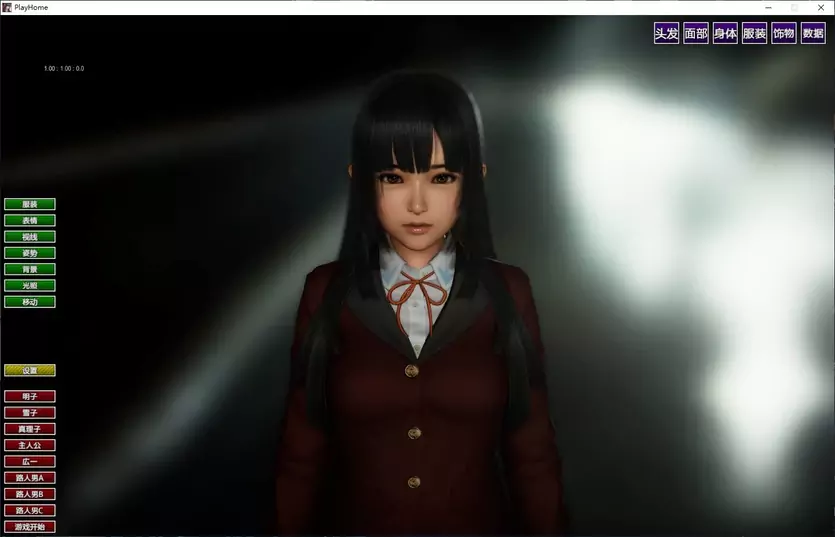 PlayHome
头发 面部 身体 服装 饰物 数据
1.00 : 1.00 : 0.0
服装
表情
视线
姿势
背景
光照
移动
设置
明子
雪子
真理子
主人公
広一
路人男A
路人男B
路人男C
游戏开始